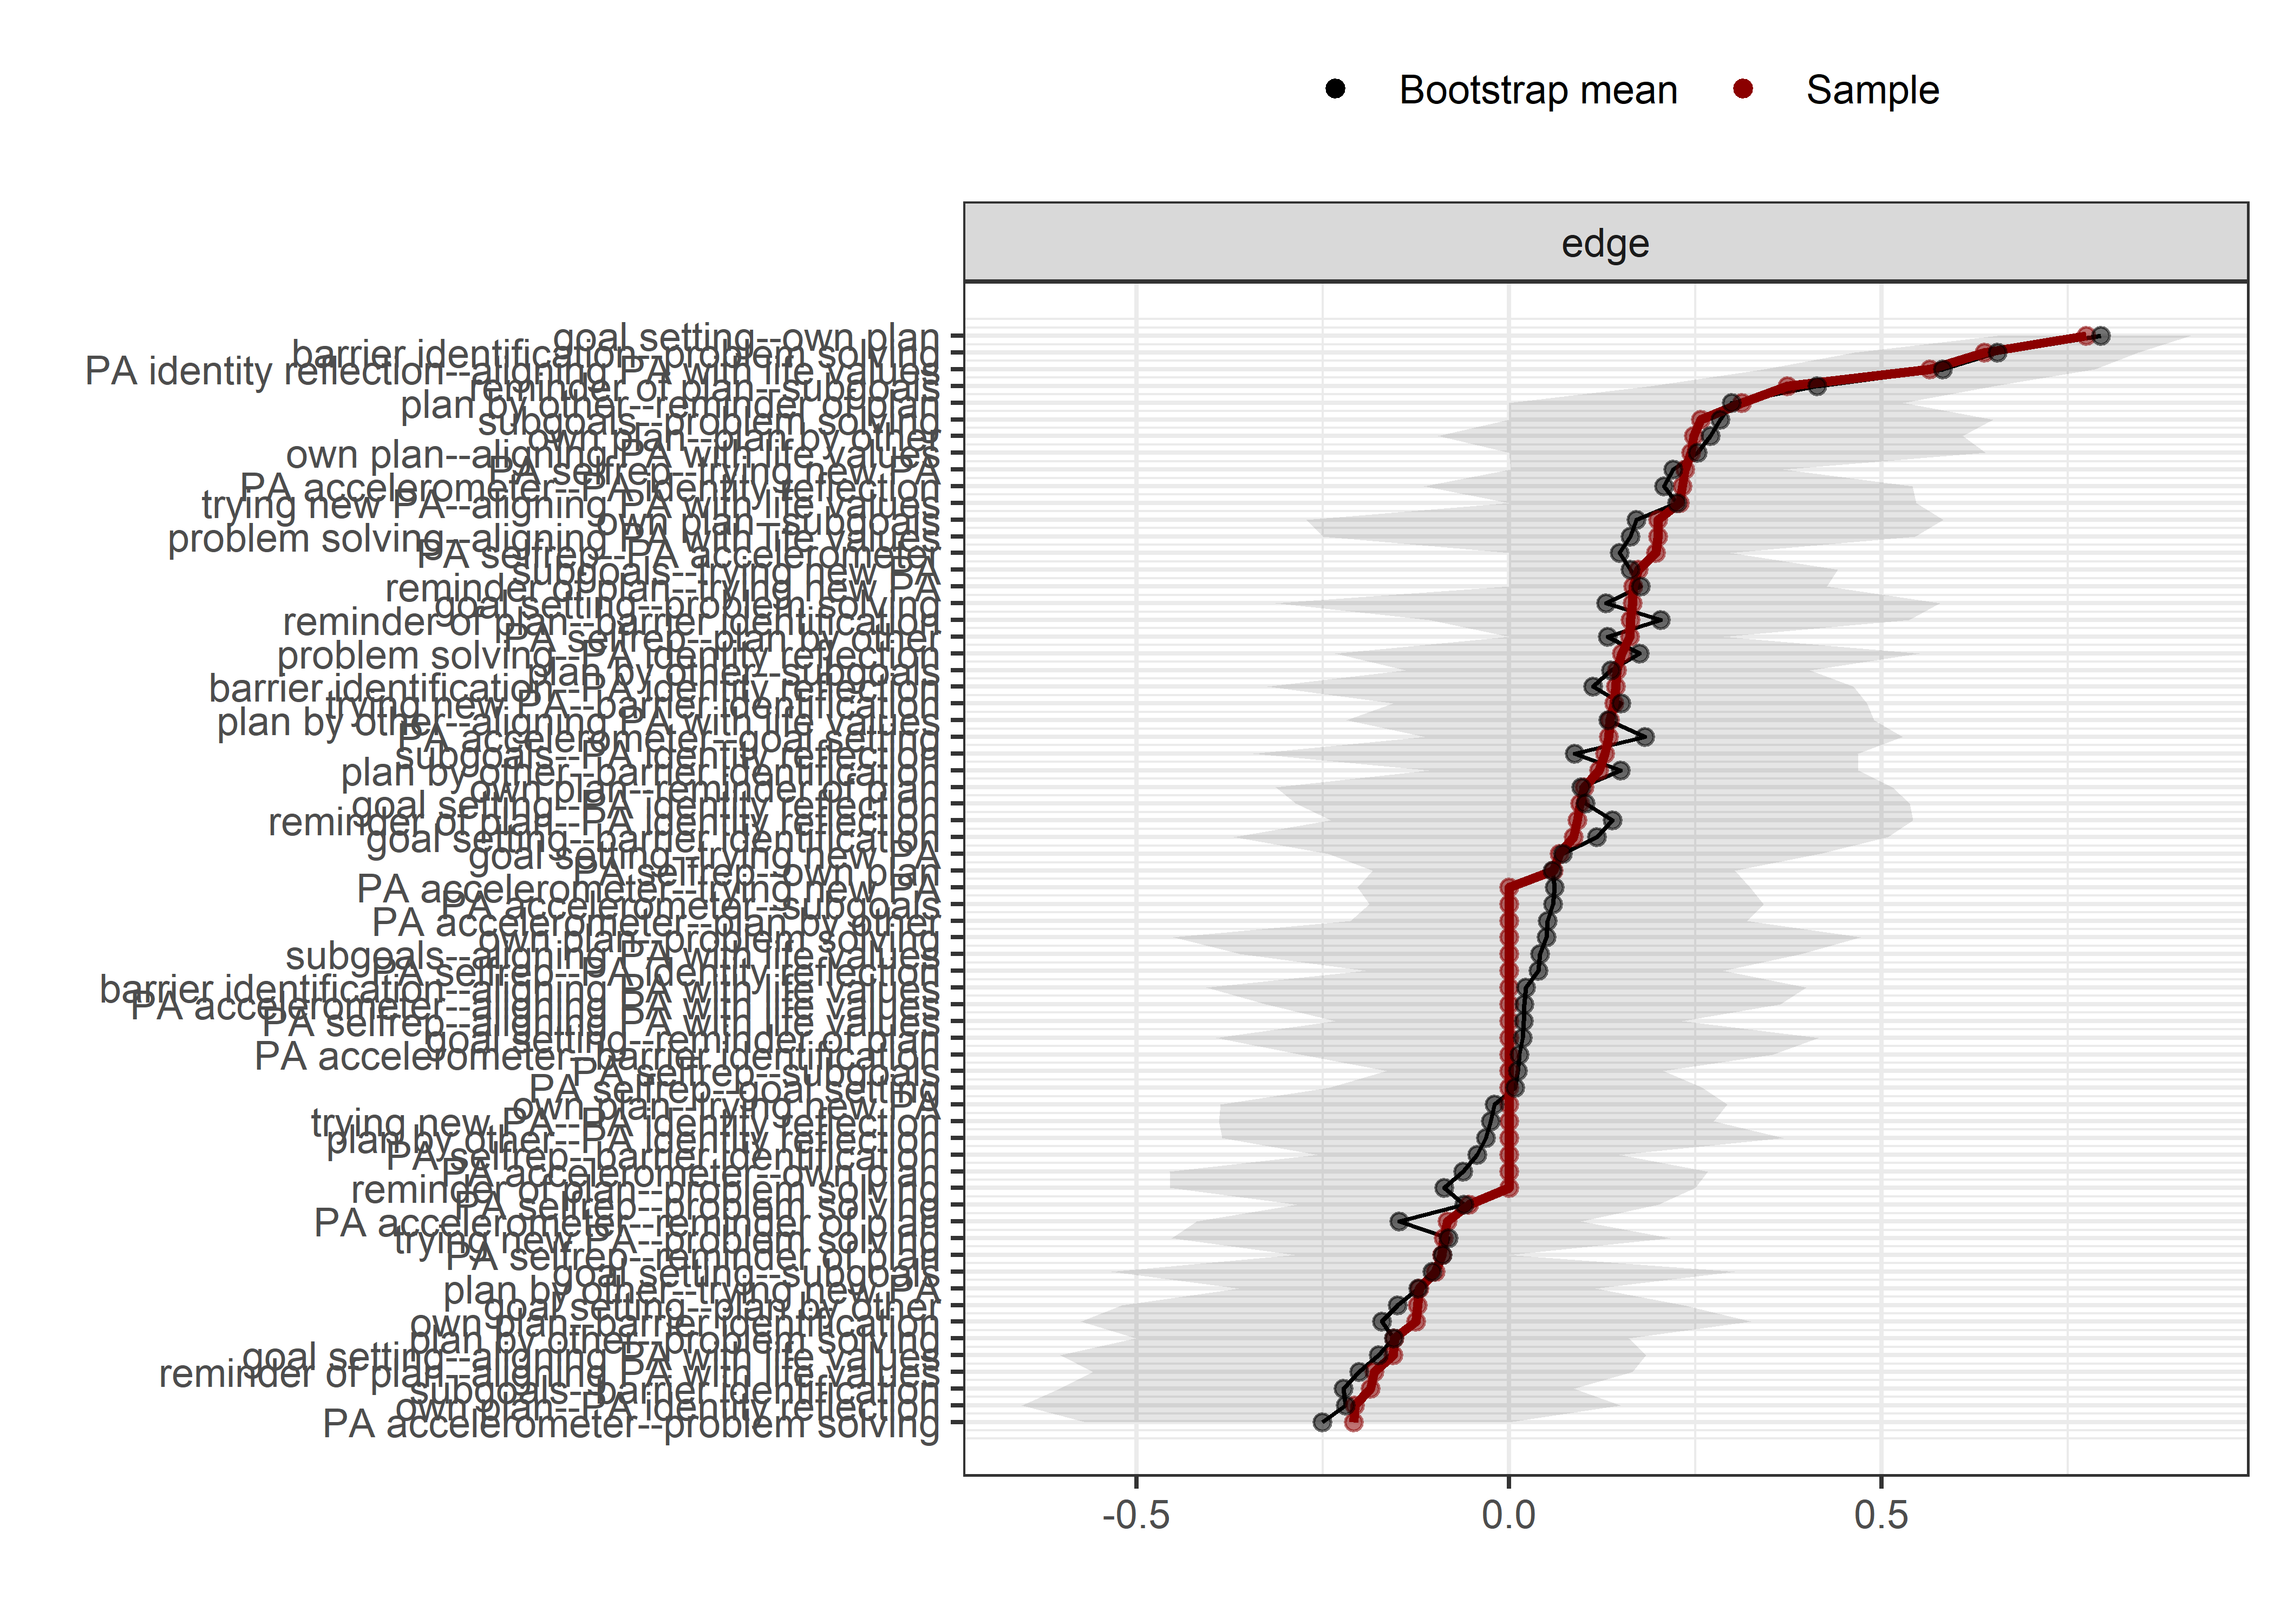 Bootstrap mean
Sample
edge
goal setting--own plan
barrier identification--problem solving
PA identity reflection--aligning PA with life values
reminder of plan--subgoals
plan by other--reminder of plan
subgoals--problem solving
own plan--plan by other
own plan--aligning PA with life values
PA selfrep--trying new PA
PA accelerometer--PA identity reflection
trying new PA--aligning PA with life values
own plan--subgoals
problem solving--aligning PA with life values
PA selfrep--PA accelerometer
subgoals--trying new PA
reminder of plan--trying new PA
goal setting--problem solving
reminder of plan--barrier identification
PA selfrep--plan by other
problem solving--PA identity reflection
plan by other--subgoals
barrier identification--PA identity reflection
trying new PA--barrier identification
plan by other--aligning PA with life values
PA accelerometer--goal setting
subgoals--PA identity reflection
plan by other--barrier identification
own plan--reminder of plan
goal setting--PA identity reflection
reminder of plan--PA identity reflection
goal setting--barrier identification
goal setting--trying new PA
PA selfrep--own plan
PA accelerometer--trying new PA
PA accelerometer--subgoals
PA accelerometer--plan by other
own plan--problem solving
subgoals--aligning PA with life values
PA selfrep--PA identity reflection
barrier identification--aligning PA with life values
PA accelerometer--aligning PA with life values
PA selfrep--aligning PA with life values
goal setting--reminder of plan
PA accelerometer--barrier identification
PA selfrep--subgoals
PA selfrep--goal setting
own plan--trying new PA
trying new PA--PA identity reflection
plan by other--PA identity reflection
PA selfrep--barrier identification
PA accelerometer--own plan
reminder of plan--problem solving
PA selfrep--problem solving
PA accelerometer--reminder of plan
trying new PA--problem solving
PA selfrep--reminder of plan
goal setting--subgoals
plan by other--trying new PA
goal setting--plan by other
own plan--barrier identification
plan by other--problem solving
goal setting--aligning PA with life values
reminder of plan--aligning PA with life values
subgoals--barrier identification
own plan--PA identity reflection
PA accelerometer--problem solving
-0.5
0.0
0.5